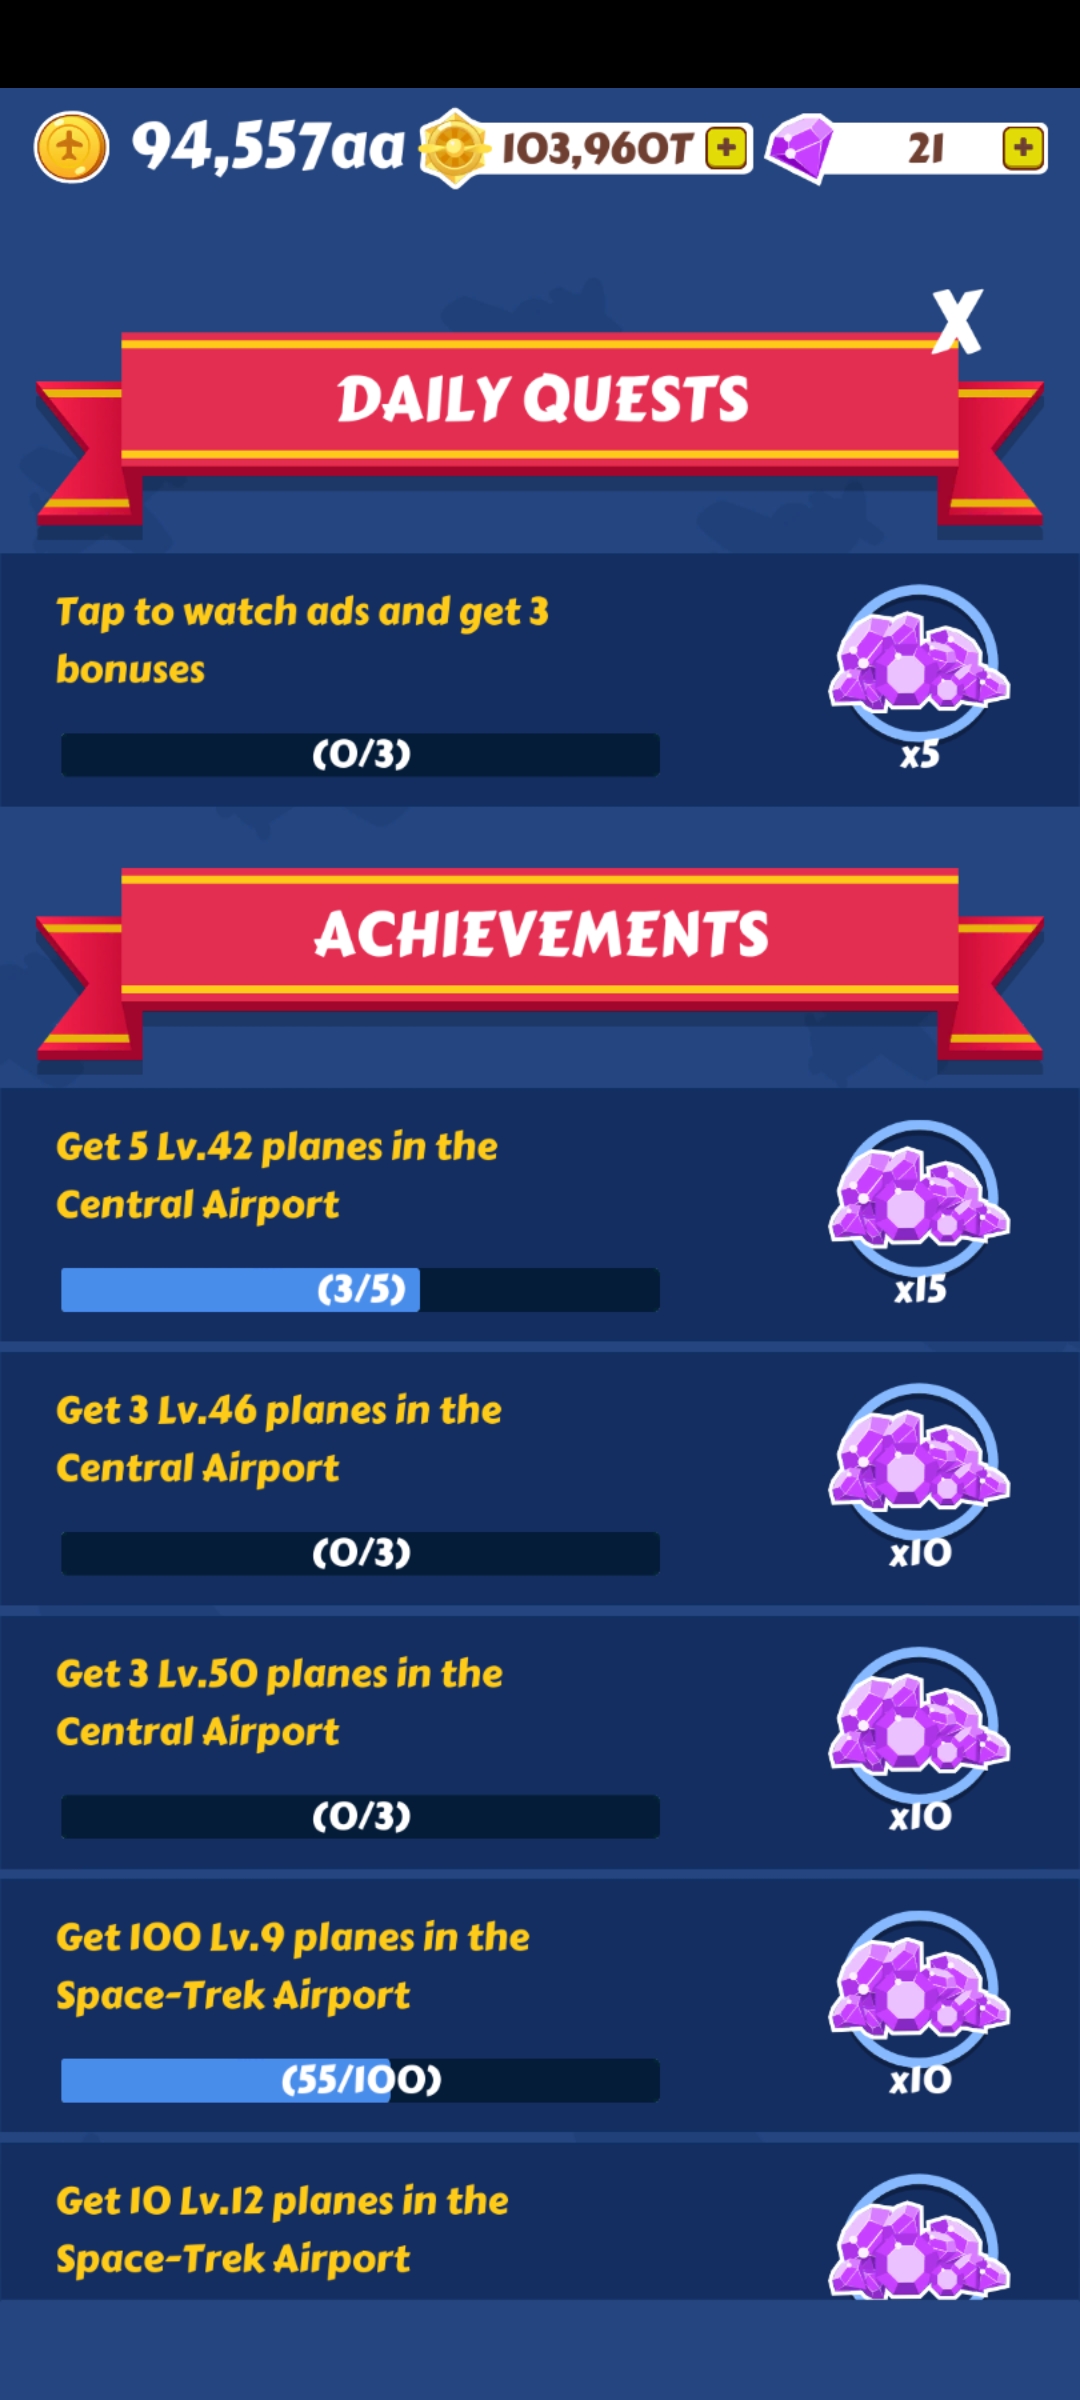 94,557aa 103,960T + 21 +
X
DAILY QUESTS
Tap to watch ads and get 3
bonuses
(0/3)
x5
ACHIEVEMENTS
Get 5 Lv.42 planes in the
Central Airport
(3/5)
x15
Get 3 Lv.46 planes in the
Central Airport
(0/3)
x10
Get 3 Lv.50 planes in the
Central Airport
(0/3)
x10
Get 100 Lv.9 planes in the
Space-Trek Airport
(55/100)
x10
Get 10 Lv.12 planes in the
Space-Trek Airport